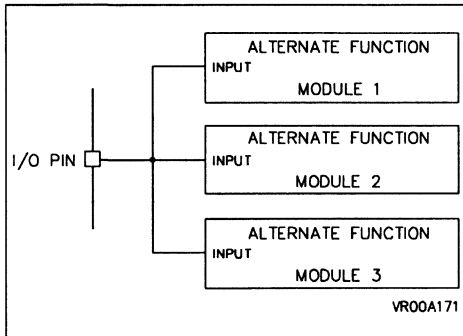 ALTERNATE FUNCTION
INPUT
MODULE 1
I/O PIN
ALTERNATE FUNCTION
INPUT
MODULE 2
ALTERNATE FUNCTION
INPUT
MODULE 3
VR00A171